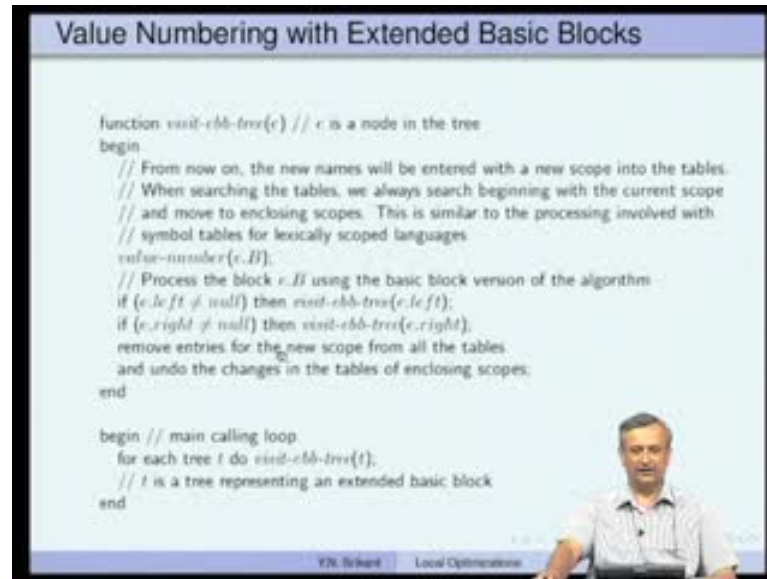 Value Numbering with Extended Basic Blocks
function visit-ebb-tree(e) // e is a node in the tree
begin
// From now on, the new names will be entered with a new scope into the tables.
// When searching the tables, we always search beginning with the current scope
// and move to enclosing scopes. This is similar to the processing involved with
// symbol tables for lexically scoped languages
value-number(e.B);
// Process the block e.B using the basic block version of the algorithm
if (e.left ≠ null) then visit-ebb-tree(e.left);
if (e.right ≠ null) then visit-ebb-tree(e.right);
remove entries for the new scope from all the tables
and undo the changes in the tables of enclosing scopes;
end
begin // main calling loop
for each tree t do visit-ebb-tree(t);
// t is a tree representing an extended basic block
end
Y.N. Srikant Local Optimizations